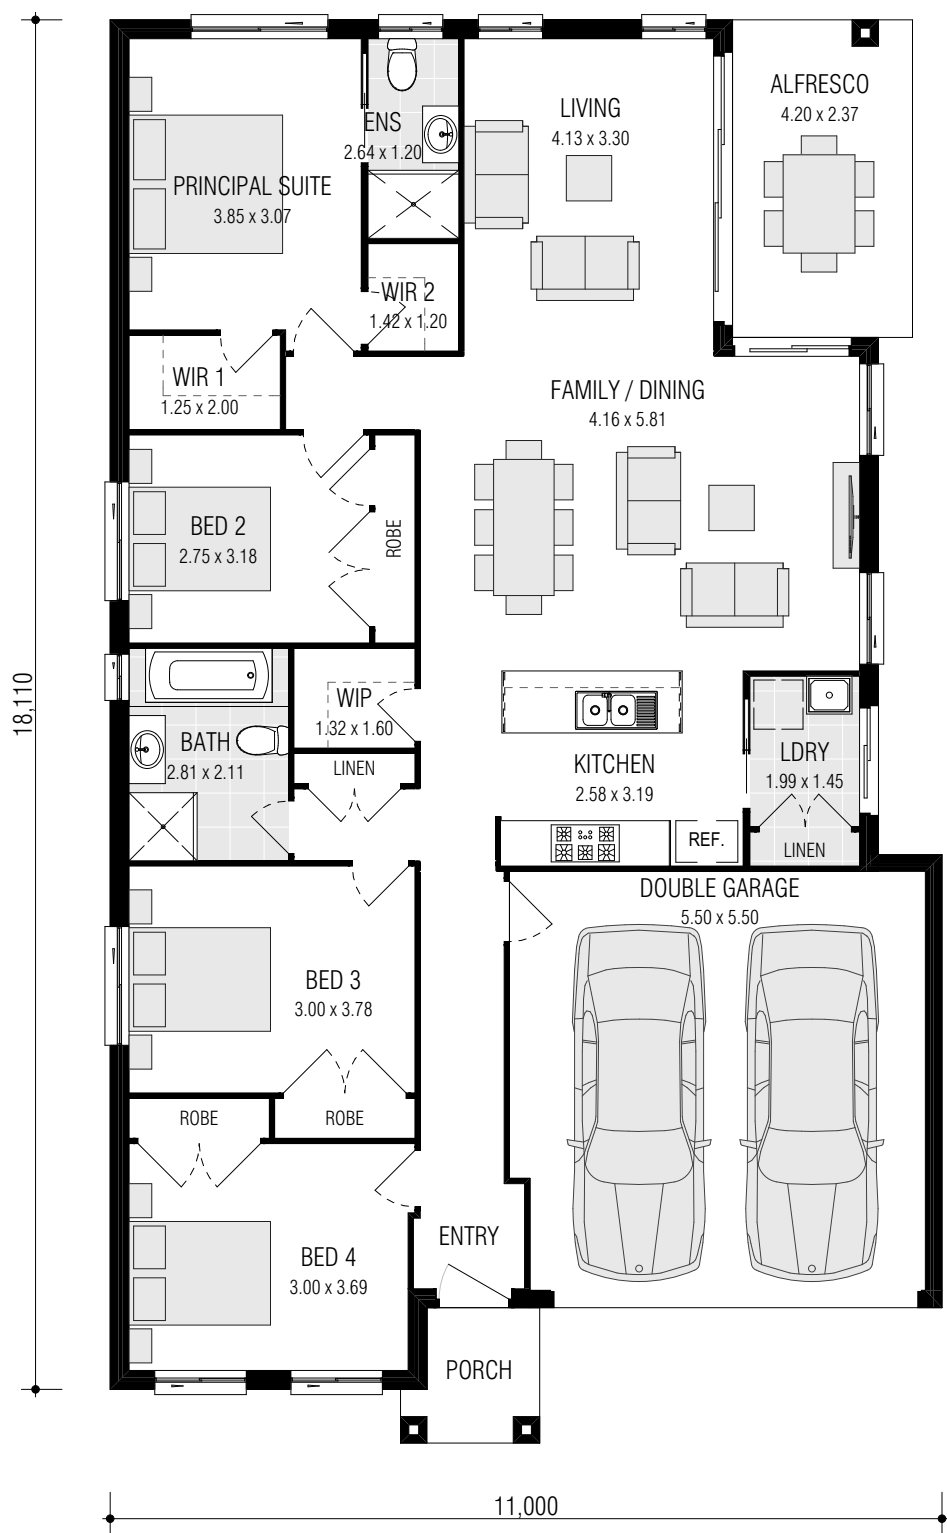 ALFRESCO
4.20 x 2.37
LIVING
4.13 x 3.30
ENS
2.64 x 1.20
PRINCIPAL SUITE
3.85 x 3.07
WIR 2
1.42 x 1.20
WIR 1
1.25 x 2.00
FAMILY / DINING
4.16 x 5.81
BED 2
2.75 x 3.18
ROBE
18,110
WIP
1.32 x 1.60
BATH
2.81 x 2.11
LINEN
KITCHEN
2.58 x 3.19
LDRY
1.99 x 1.45
REF.
LINEN
DOUBLE GARAGE
5.50 x 5.50
BED 3
3.00 x 3.78
ROBE
ROBE
ENTRY
BED 4
3.00 x 3.69
PORCH
11,000